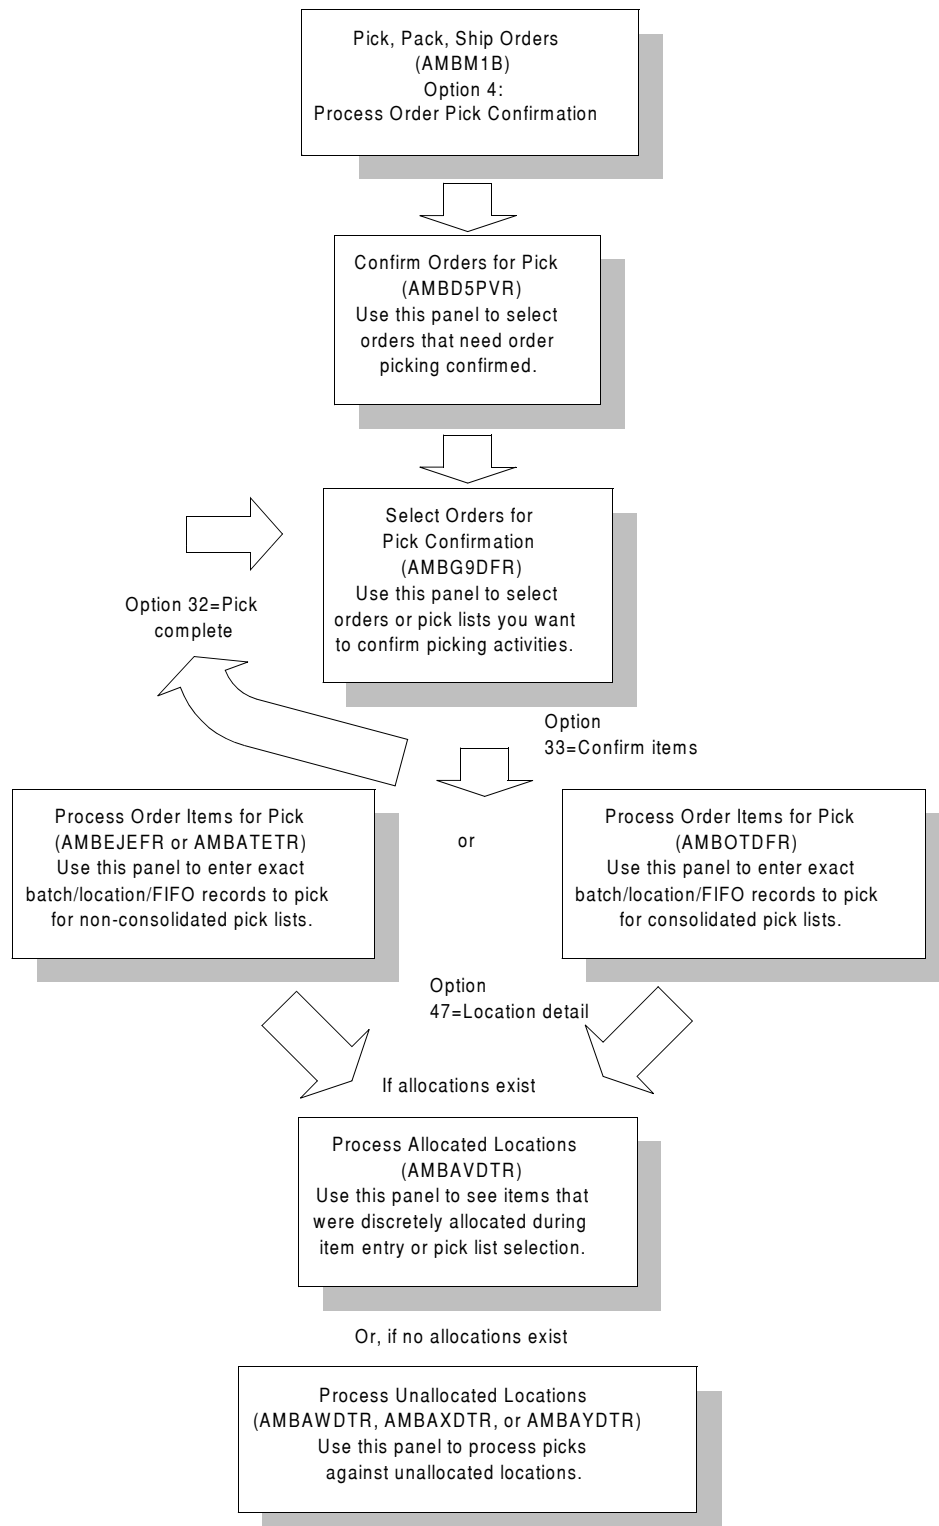 Pick, Pack, Ship Orders
(AMBM1B)
Option 4:
Process Order Pick Confirmation
Confirm Orders for Pick
(AMBD5PVR)
Use this panel to select
orders that need order
picking confirmed.
Select Orders for
Pick Confirmation
(AMBG9DFR)
Use this panel to select
orders or pick lists you want
to confirm picking activities.
Option 32=Pick
complete
Option
33=Confirm items
Process Order Items for Pick
(AMBEJEFR or AMBATETR)
Use this panel to enter exact
batch/location/FIFO records to pick
for non-consolidated pick lists.
or
Process Order Items for Pick
(AMBOTDFR)
Use this panel to enter exact
batch/location/FIFO records to pick
for consolidated pick lists.
Option
47=Location detail
If allocations exist
Process Allocated Locations
(AMBAVDTR)
Use this panel to see items that
were discretely allocated during
item entry or pick list selection.
Or, if no allocations exist
Process Unallocated Locations
(AMBAWDTR, AMBAXDTR, or AMBAYDTR)
Use this panel to process picks
against unallocated locations.